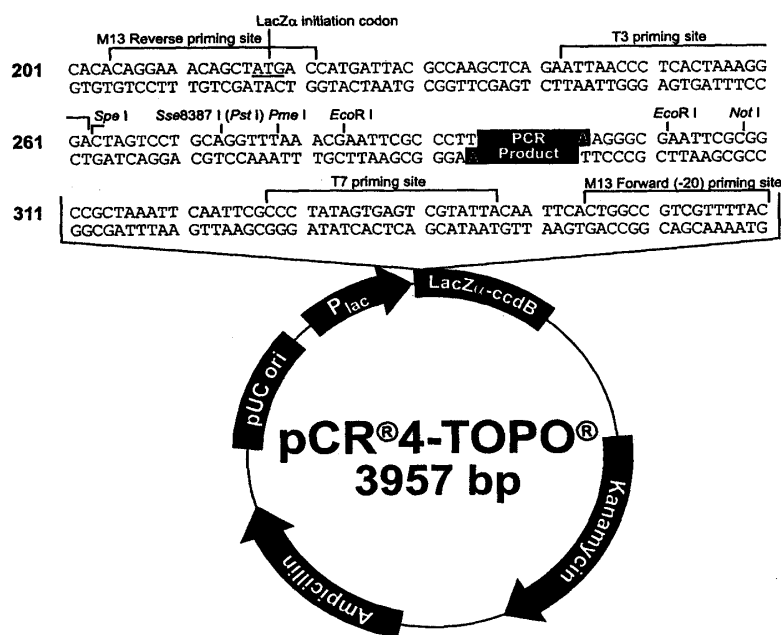 LacZα initiation codon
M13 Reverse priming site
T3 priming site
201 CACACAGGAA ACAGCTATGA CCATGATTAC GCCAAGCTCA GAATTAACCC TCACTAAAGG
GTGTGTCCTT TGTCGATACT GGTACTAATG CGGTTCGAGT CTTAATTGGG AGTGATTTCC
Spe I Sse8387 I (Pst I) Pme I EcoR I EcoR I Not I
261 GACTAGTCCT GCAGGTTTAA ACGAATTCGC CCTT PCR AAGGGC GAATTCGCGG
CTGATCAGGA CGTCCAAATT TGCTTAAGCG GGAA Product TTCCCG CTTAAGCGCC
T7 priming site
M13 Forward (-20) priming site
311 CCGCTAAATT CAATTCGCCC TATAGTGAGT CGTATTACAA TTCACTGGCC GTCGTTTTAC
GGCGATTTAA GTTAAGCGGG ATATCACTCA GCATAATGTT AAGTGACCGG CAGCAAAATG
Plac
LacZα-ccdB
pUC ori
pCR®4-TOPO®
3957 bp
Kanamycin
Ampicillin